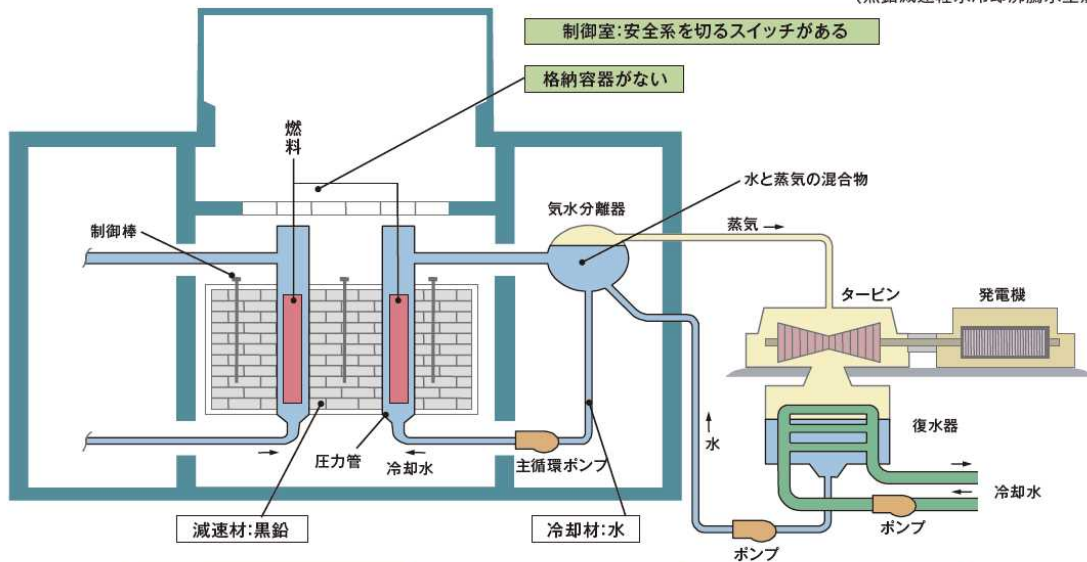 制御室:安全系を切るスイッチがある
格納容器がない
燃料
水と蒸気の混合物
気水分離器
制御棒
蒸気
タービン
発電機
復水器
水
圧力管
冷却水
主循環ポンプ
冷却水
減速材:黒鉛
冷却材:水
ポンプ
ポンプ